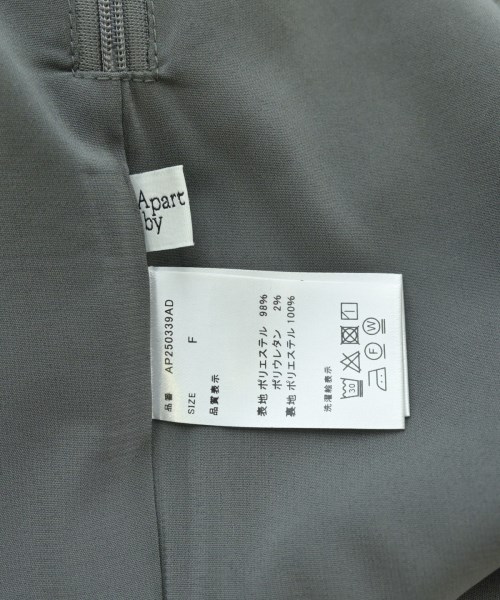 Apart
by
品番 AP250339AD
SIZE F
品質表示
表地 ポリエステル 98%
ポリウレタン 2%
裏地 ポリエステル 100%
洗濯絵表示
30
F W